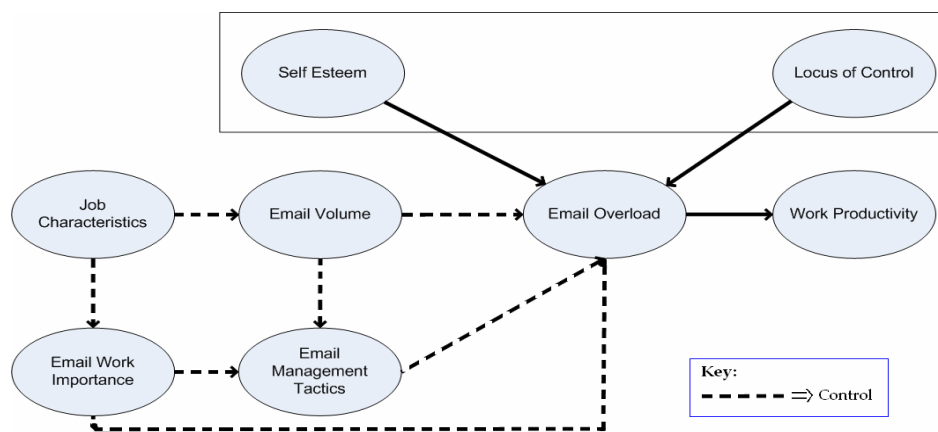 Self Esteem
Locus of Control
Job
Characteristics
Email Volume
Email Overload
Work Productivity
Email Work
Importance
Email
Management
Tactics
Key:
=> Control